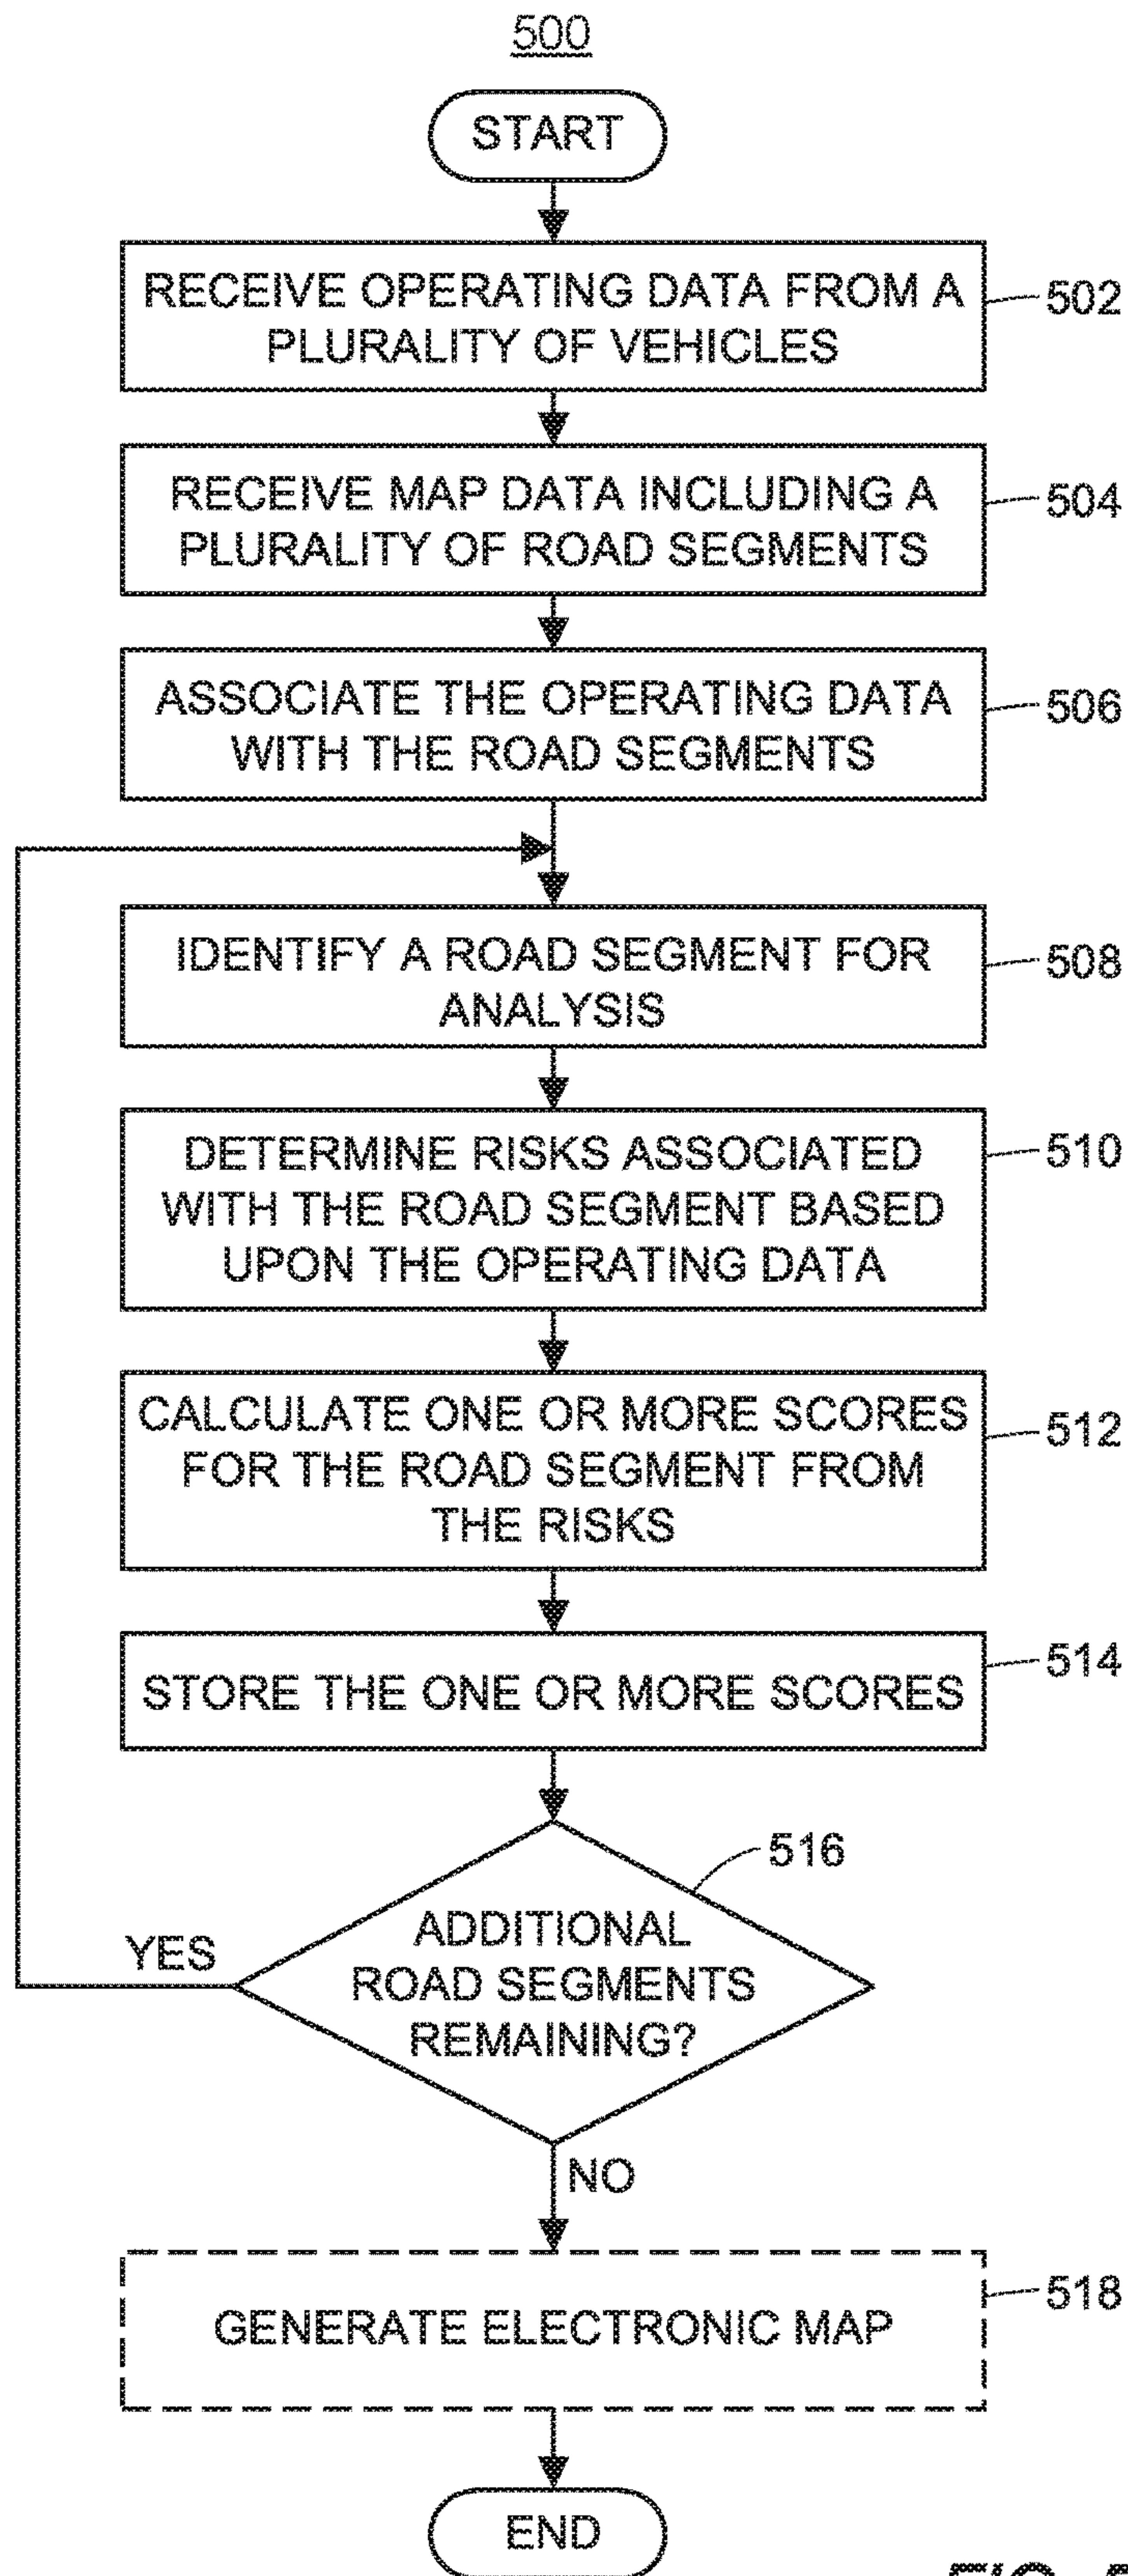 500
START
RECEIVE OPERATING DATA FROM A
PLURALITY OF VEHICLES
502
RECEIVE MAP DATA INCLUDING A
PLURALITY OF ROAD SEGMENTS
504
ASSOCIATE THE OPERATING DATA
WITH THE ROAD SEGMENTS
506
IDENTIFY A ROAD SEGMENT FOR
ANALYSIS
508
DETERMINE RISKS ASSOCIATED
WITH THE ROAD SEGMENT BASED
UPON THE OPERATING DATA
510
CALCULATE ONE OR MORE SCORES
FOR THE ROAD SEGMENT FROM
THE RISKS
512
STORE THE ONE OR MORE SCORES
514
516
ADDITIONAL
ROAD SEGMENTS
REMAINING?
YES
NO
GENERATE ELECTRONIC MAP
518
END